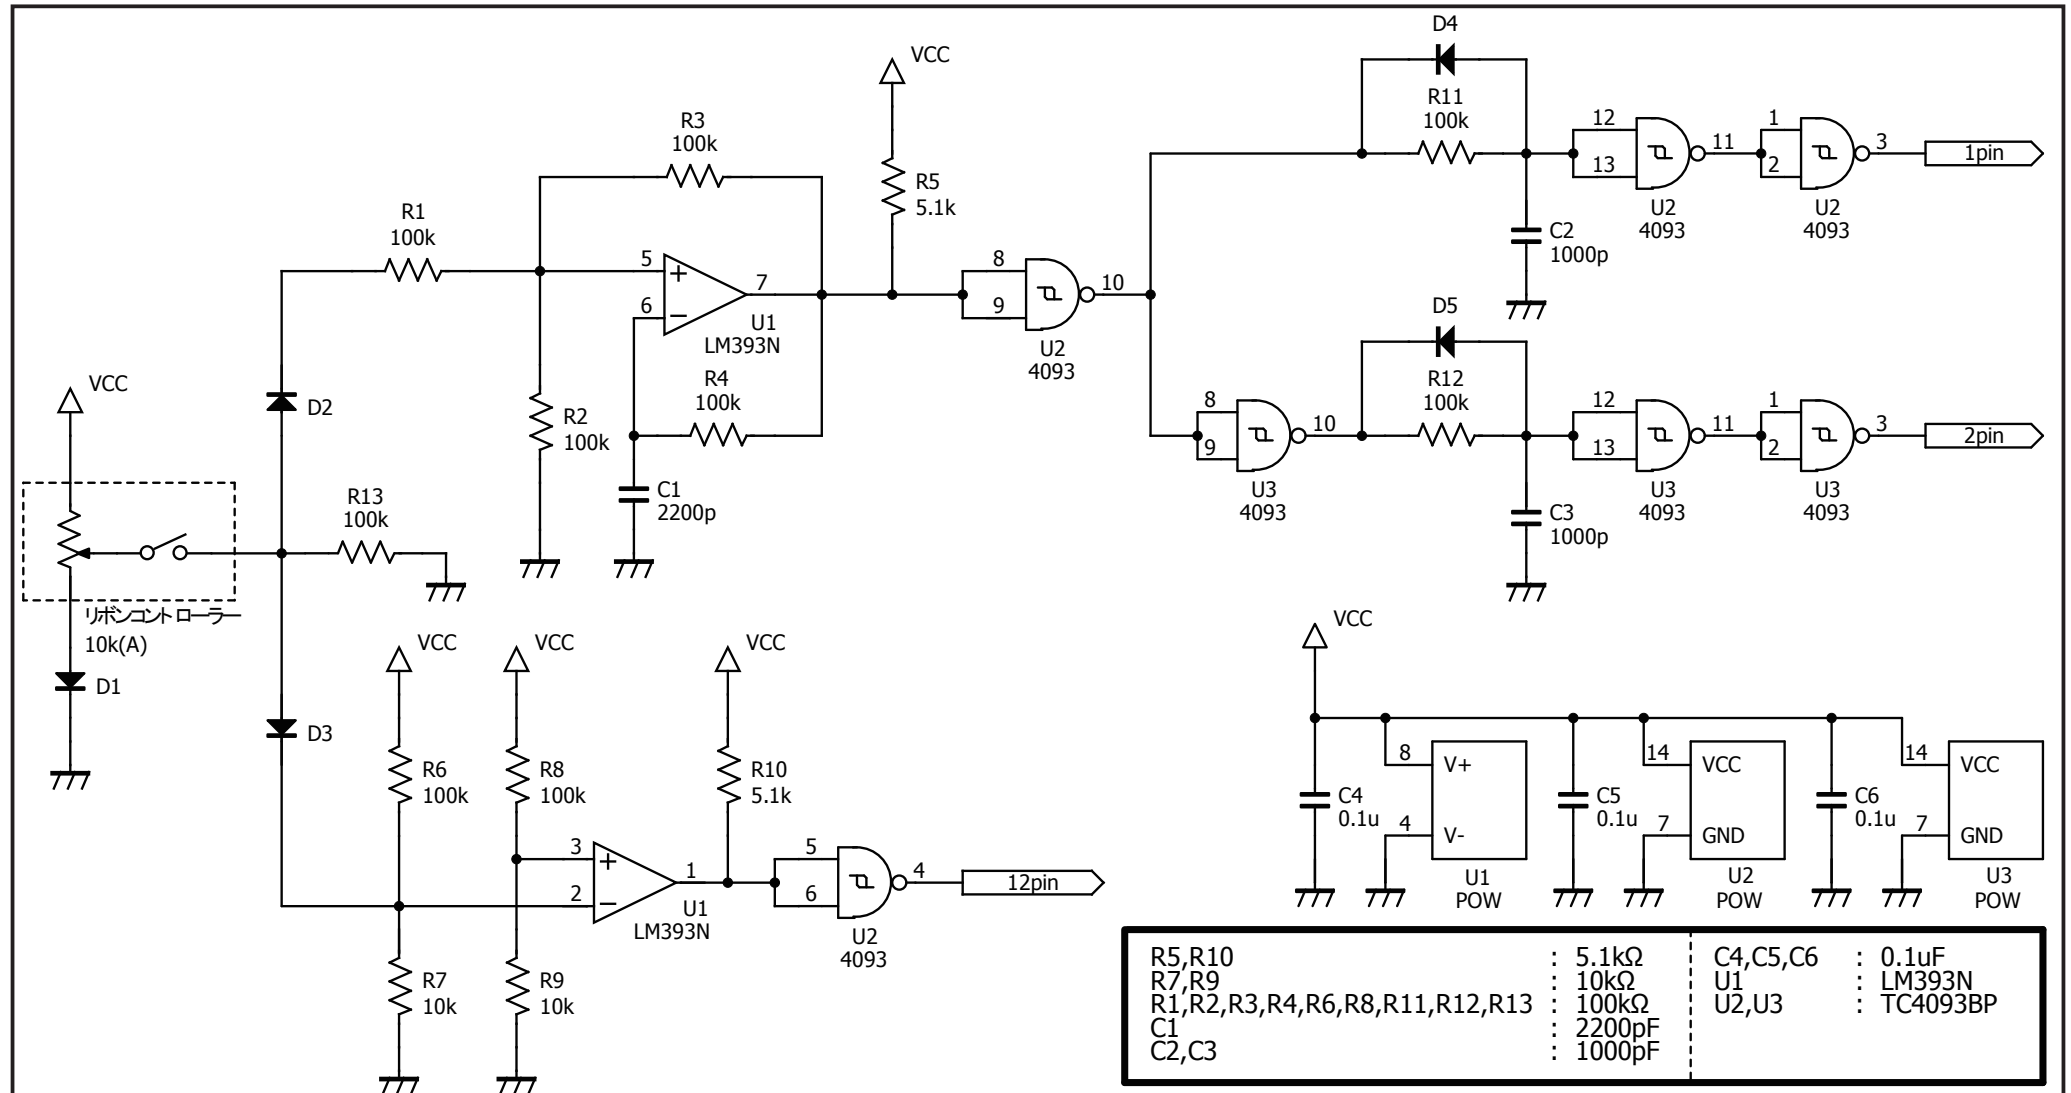 D4
VCC
R11
100k
R3
100k
12
13
11
1
2
3
1pin
R5
5.1k
U2
4093
U2
4093
R1
100k
C2
1000p
5
6
7
8
9
10
U1
LM393N
D5
U2
4093
R4
100k
R12
100k
VCC
D2
R2
100k
8
9
10
12
13
11
1
2
3
2pin
R13
100k
C1
2200p
U3
4093
U3
4093
U3
4093
C3
1000p
リボンコントローラー
10k(A)
VCC
VCC
VCC
VCC
D1
D3
R6
100k
R8
100k
R10
5.1k
8
V+
14
VCC
14
VCC
C4
0.1u
C5
0.1u
C6
0.1u
4
V-
7
GND
7
GND
3
2
1
5
6
4
12pin
U1
POW
U2
POW
U3
POW
U1
LM393N
U2
4093
R7
10k
R9
10k
R5,R10 : 5.1kΩ
R7,R9 : 10kΩ
R1,R2,R3,R4,R6,R8,R11,R12,R13 : 100kΩ
C1 : 2200pF
C2,C3 : 1000pF
C4,C5,C6 : 0.1uF
U1 : LM393N
U2,U3 : TC4093BP